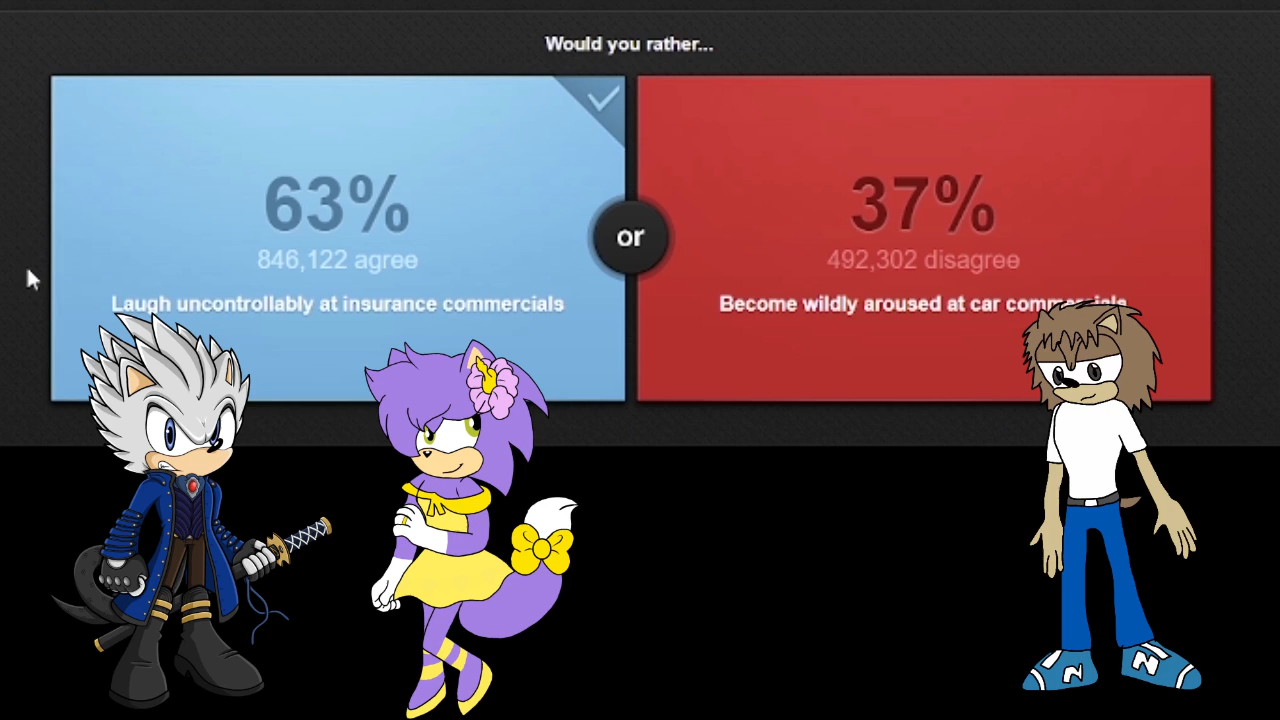 Would you rather...
63%
846,122 agree
Laugh uncontrollably at insurance commercials
or
37%
492,302 disagree
Become wildly aroused at car commercials
N
N